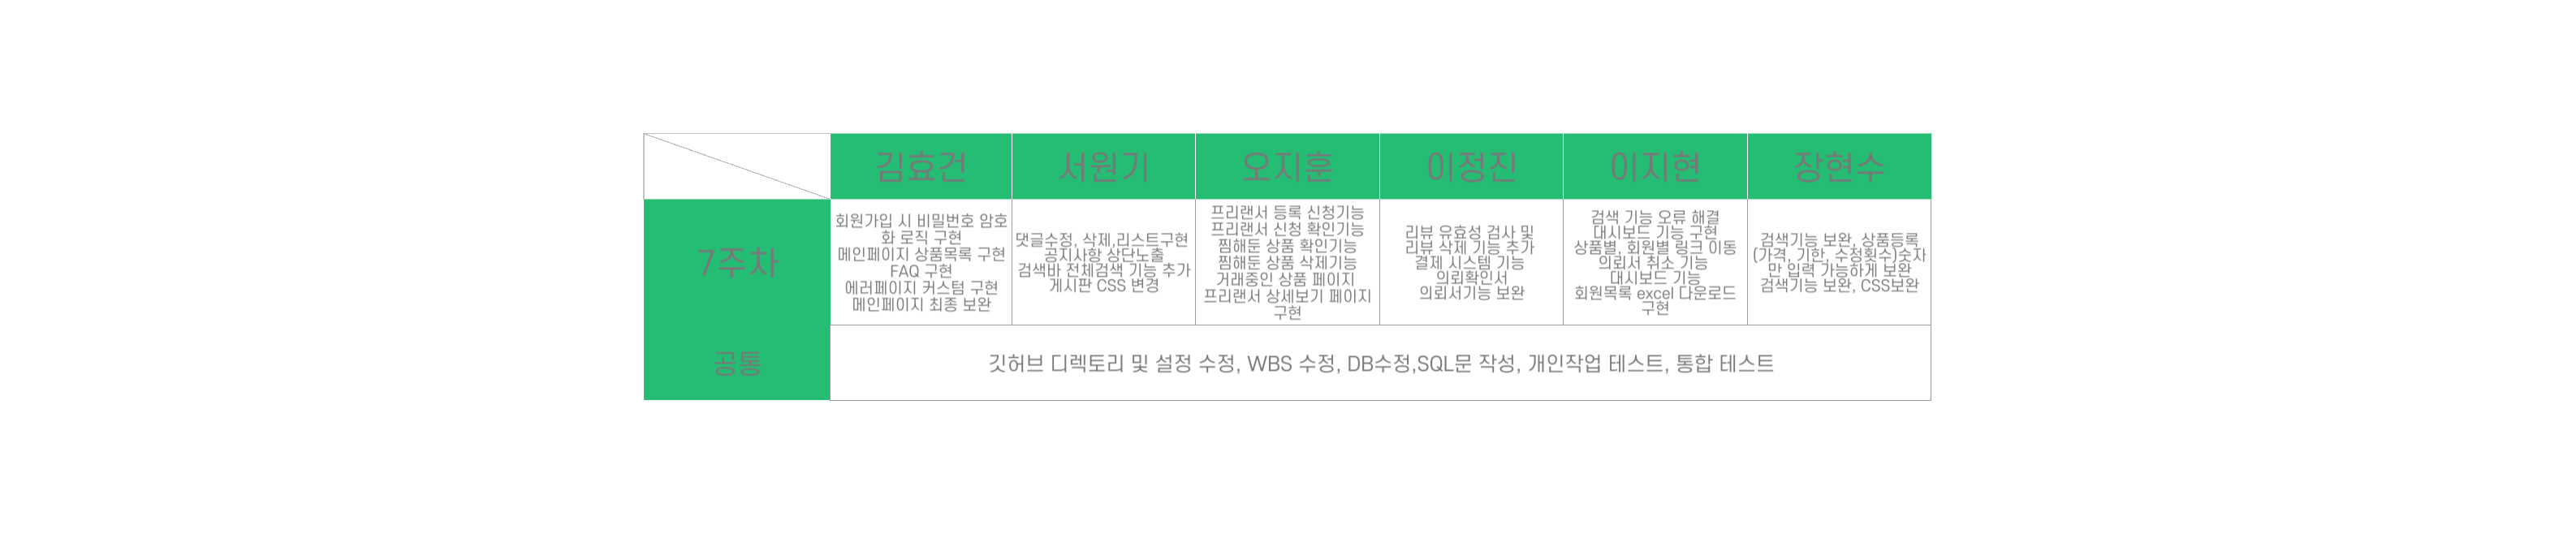 김효건 서원기 오지훈 이정진 이지현 장현수
7주차
회원가입 시 비밀번호 암호
화 로직 구현
메인페이지 상품목록 구현
FAQ 구현
에러페이지 커스텀 구현
메인페이지 최종 보완
댓글수정, 삭제,리스트구현
공지사항 상단노출
검색바 전체검색 기능 추가
게시판 CSS 변경
프리랜서 등록 신청기능
프리랜서 신청 확인기능
찜해둔 상품 확인기능
찜해둔 상품 삭제기능
거래중인 상품 페이지
프리랜서 상세보기 페이지
구현
리뷰 유효성 검사 및
리뷰 삭제 기능 추가
결제 시스템 기능
의뢰확인서
의뢰서기능 보완
검색 기능 오류 해결
대시보드 기능 구현
상품별, 회원별 링크 이동
의뢰서 취소 기능
대시보드 기능
회원목록 excel 다운로드
구현
검색기능 보완, 상품등록
(가격, 기한, 수정횟수)숫자
만 입력 가능하게 보완
검색기능 보완, CSS보완
공통
깃허브 디렉토리 및 설정 수정, WBS 수정, DB수정,SQL문 작성, 개인작업 테스트, 통합 테스트